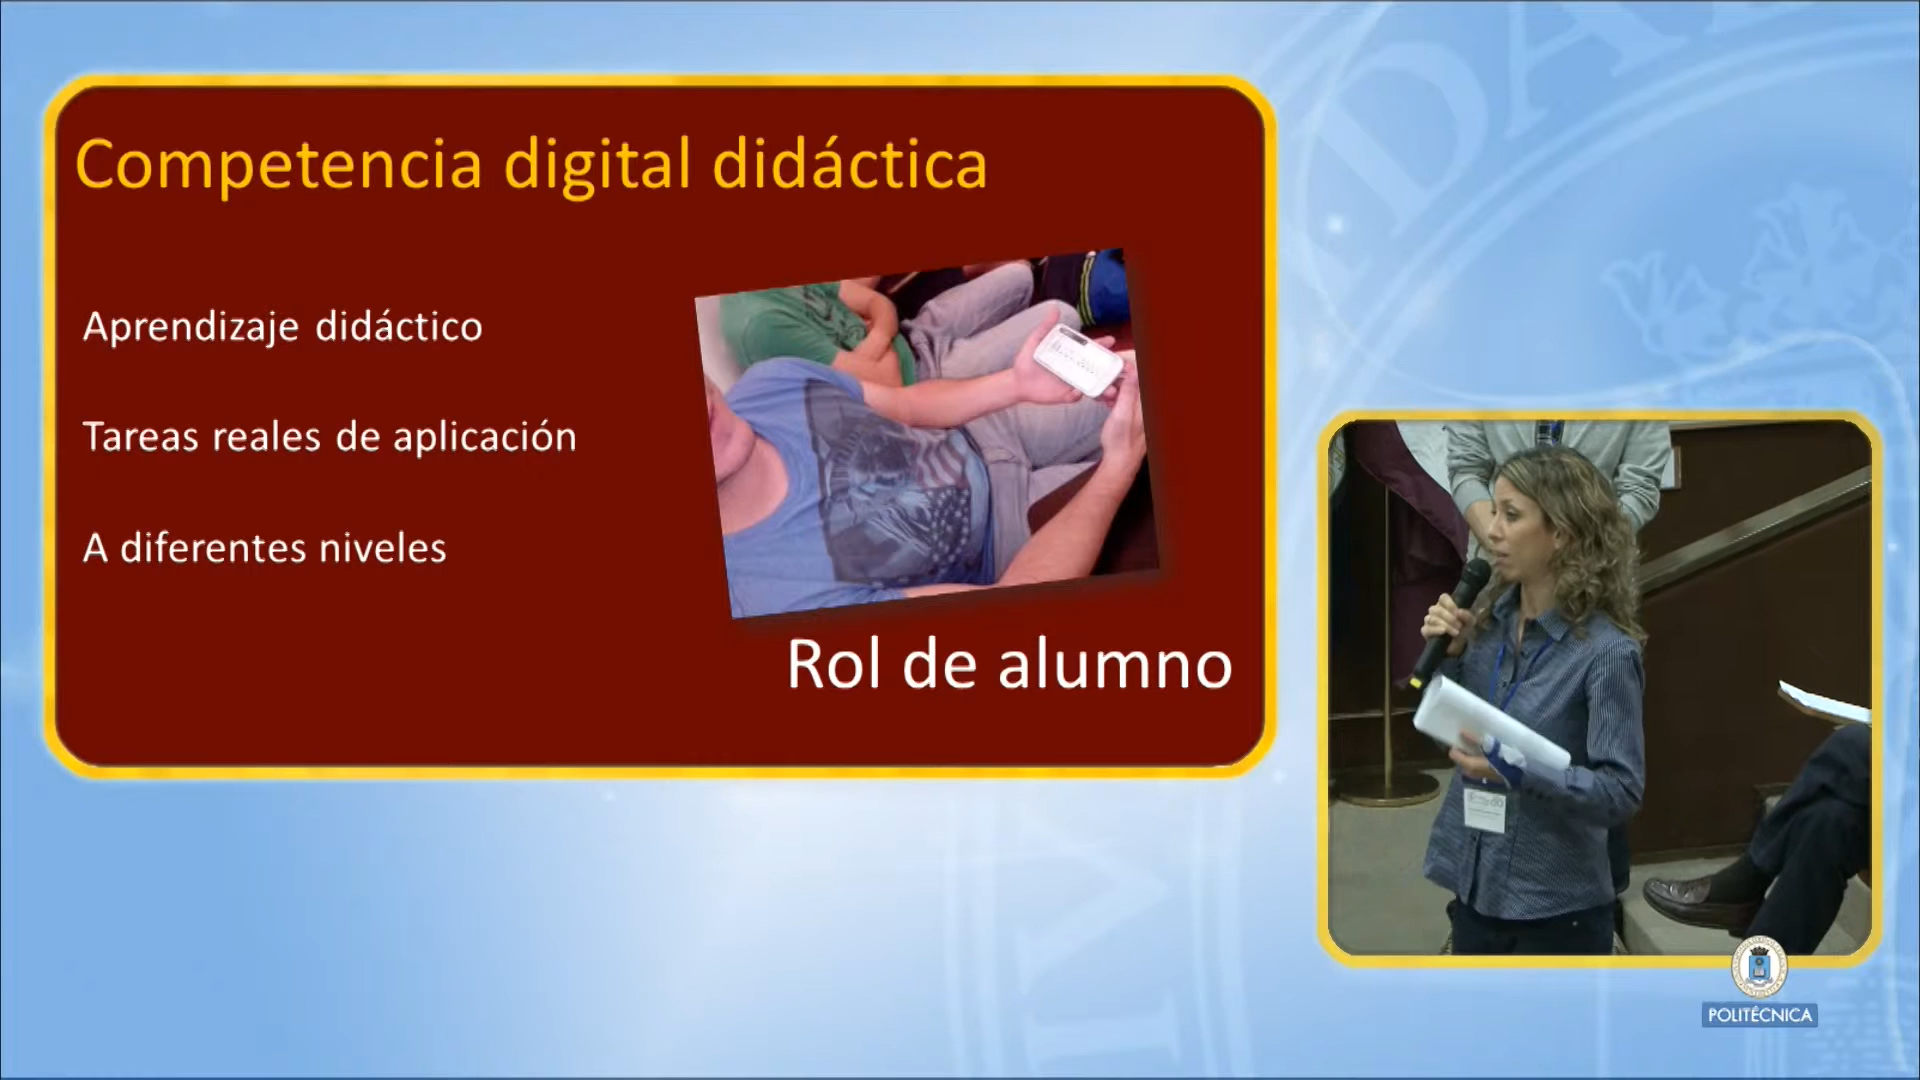 Competencia digital didáctica
Aprendizaje didáctico
Tareas reales de aplicación
A diferentes niveles
Rol de alumno
POLITÉCNICA